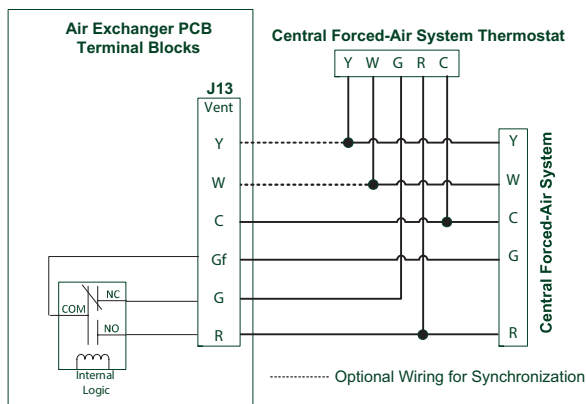 Air Exchanger PCB
Terminal Blocks
Central Forced-Air System Thermostat
Y W G R C
J13
Vent
Y
W
C
Gf
G
R
Y
W
C
G
R
Central Forced-Air System
NC
COM
NO
Internal
Logic
Optional Wiring for Synchronization